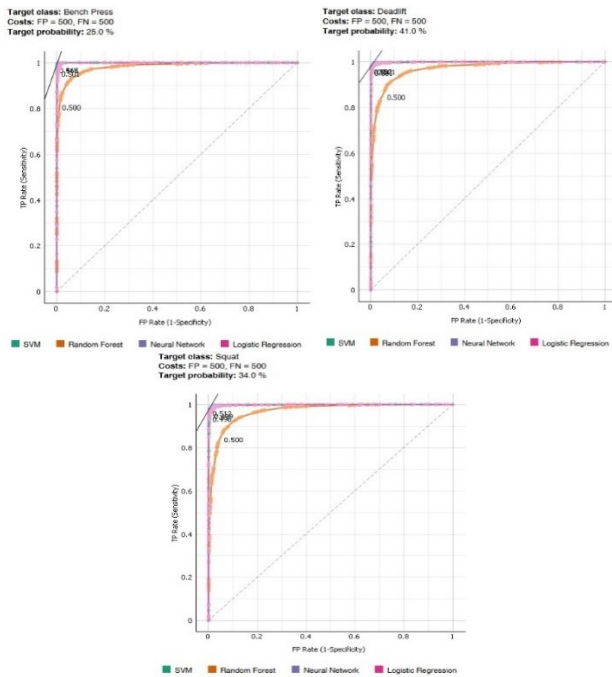 Target class: Bench Press
Costs: FP = 500, FN = 500
Target probability: 25.0 %
1
0.8
0.6
0.4
0.2
0
TP Rate (Sensitivity)
0.500
0 0.2 0.4 0.6 0.8 1
FP Rate (1-Specificity)
SVM Random Forest Neural Network Logistic Regression
Target class: Deadlift
Costs: FP = 500, FN = 500
Target probability: 41.0 %
1
0.8
0.6
0.4
0.2
0
TP Rate (Sensitivity)
0.500
0 0.2 0.4 0.6 0.8 1
FP Rate (1-Specificity)
SVM Random Forest Neural Network Logistic Regression
Target class: Squat
Costs: FP = 500, FN = 500
Target probability: 34.0 %
1
0.8
0.6
0.4
0.2
0
TP Rate (Sensitivity)
0.500
0 0.2 0.4 0.6 0.8 1
FP Rate (1-Specificity)
SVM Random Forest Neural Network Logistic Regression